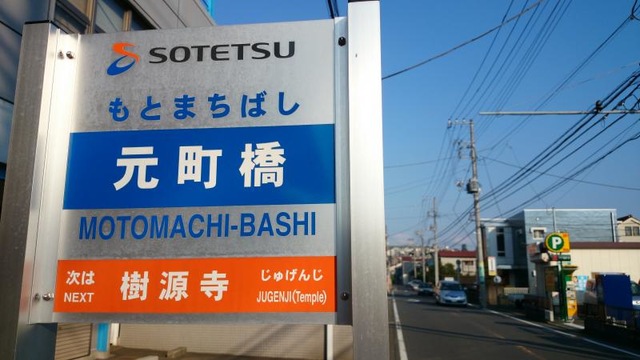 SOTETSU
もとまちばし
元町橋
MOTOMACHI-BASHI
次は
NEXT
樹源寺
じゅげんじ
JUGENJI(Temple)
P